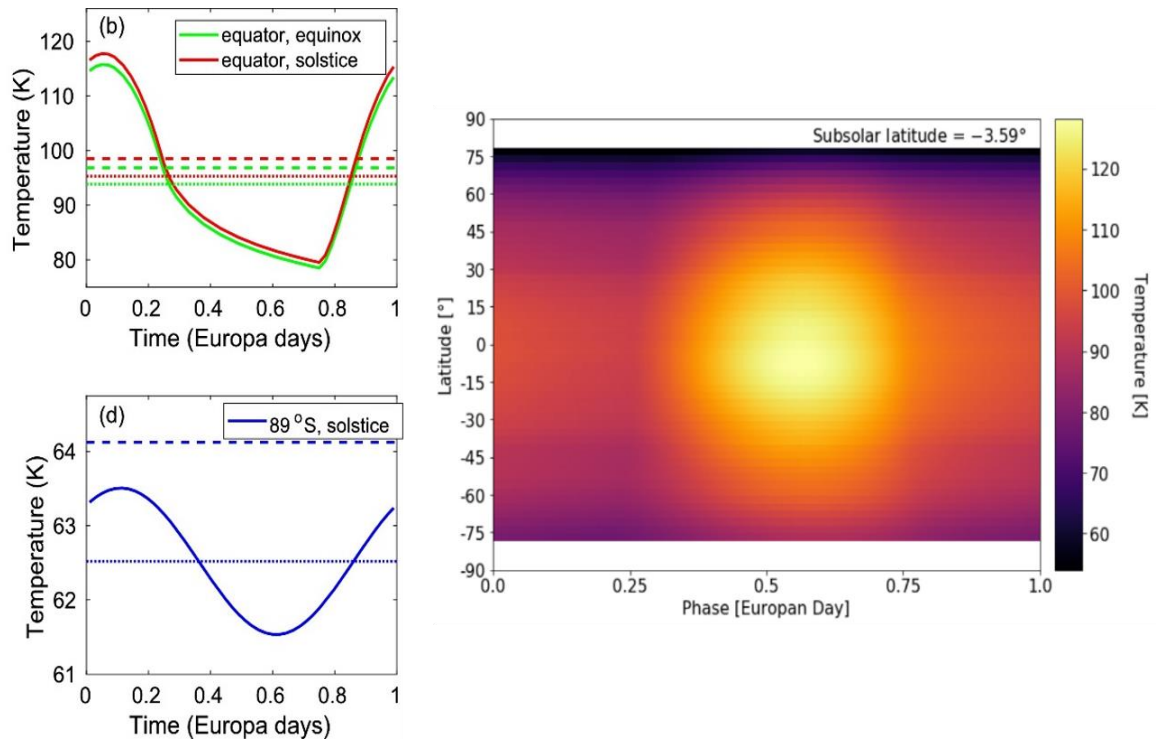 (b)
equator, equinox
equator, solstice
120
110
100
90
80
Temperature (K)
0 0.2 0.4 0.6 0.8 1
Time (Europa days)
(d)
89 °S, solstice
64
63
62
61
Temperature (K)
0 0.2 0.4 0.6 0.8 1
Time (Europa days)
Subsolar latitude = −3.59°
90
75
60
45
30
15
0
-15
-30
-45
-60
-75
-90
Latitude [°]
0.0 0.25 0.5 0.75 1.0
Phase [Europan Day]
120
110
100
90
80
70
60
Temperature [K]